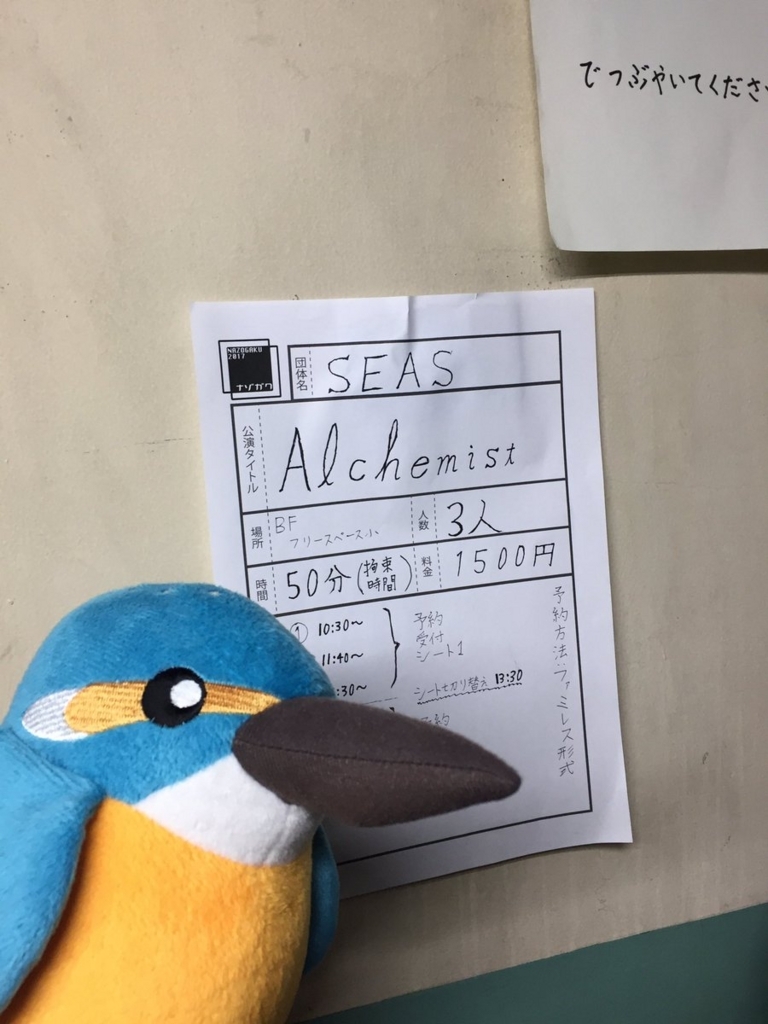 でつぶやいてくださ
NAZOGAKU
2017
ナゾガク
団体名
SEAS
公演タイトル
Alchemist
場所
BF
フリースペース小
人数
3人
時間
50分(拘束時間)
料金
1500円
① 10:30～
11:40～
:30～
予約
受付
シート1
シート切り替え 13:30
予約
予約方法:ファミレス形式